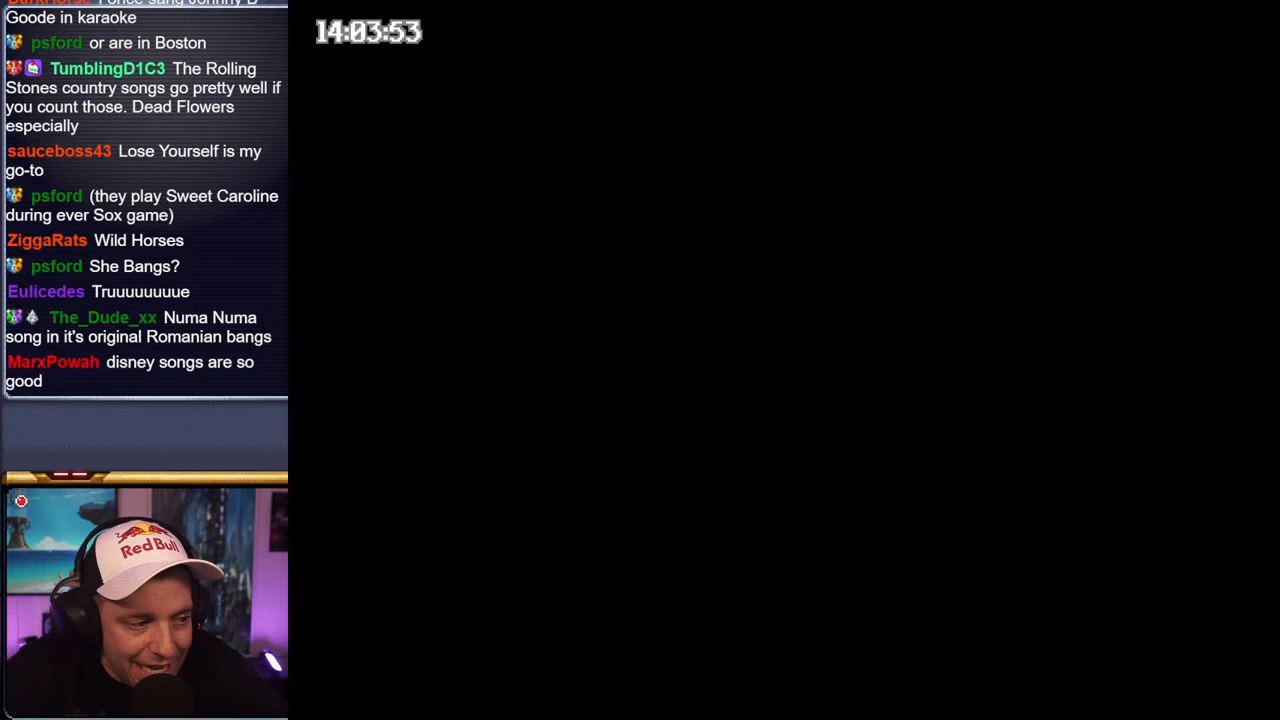 14:03:53
Goode in karaoke
psford or are in Boston
TumblingD1C3 The Rolling
Stones country songs go pretty well if
you count those. Dead Flowers
especially
sauceboss43 Lose Yourself is my
go-to
psford (they play Sweet Caroline
during ever Sox game)
ZiggaRats Wild Horses
psford She Bangs?
Eulicedes Truuuuuuuue
The_Dude_xx Numa Numa
song in it's original Romanian bangs
MarxPowah disney songs are so
good
Red Bull